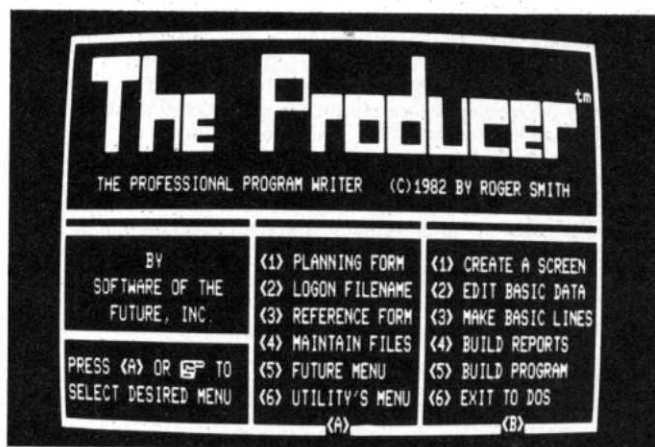 The Producer tm
THE PROFESSIONAL PROGRAM WRITER (C)1982 BY ROGER SMITH
BY
SOFTWARE OF THE
FUTURE, INC.
PRESS <A> OR TO
SELECT DESIRED MENU
<1> PLANNING FORM
<2> LOGON FILENAME
<3> REFERENCE FORM
<4> MAINTAIN FILES
<5> FUTURE MENU
<6> UTILITY'S MENU
<A>
<1> CREATE A SCREEN
<2> EDIT BASIC DATA
<3> MAKE BASIC LINES
<4> BUILD REPORTS
<5> BUILD PROGRAM
<6> EXIT TO DOS
<B>